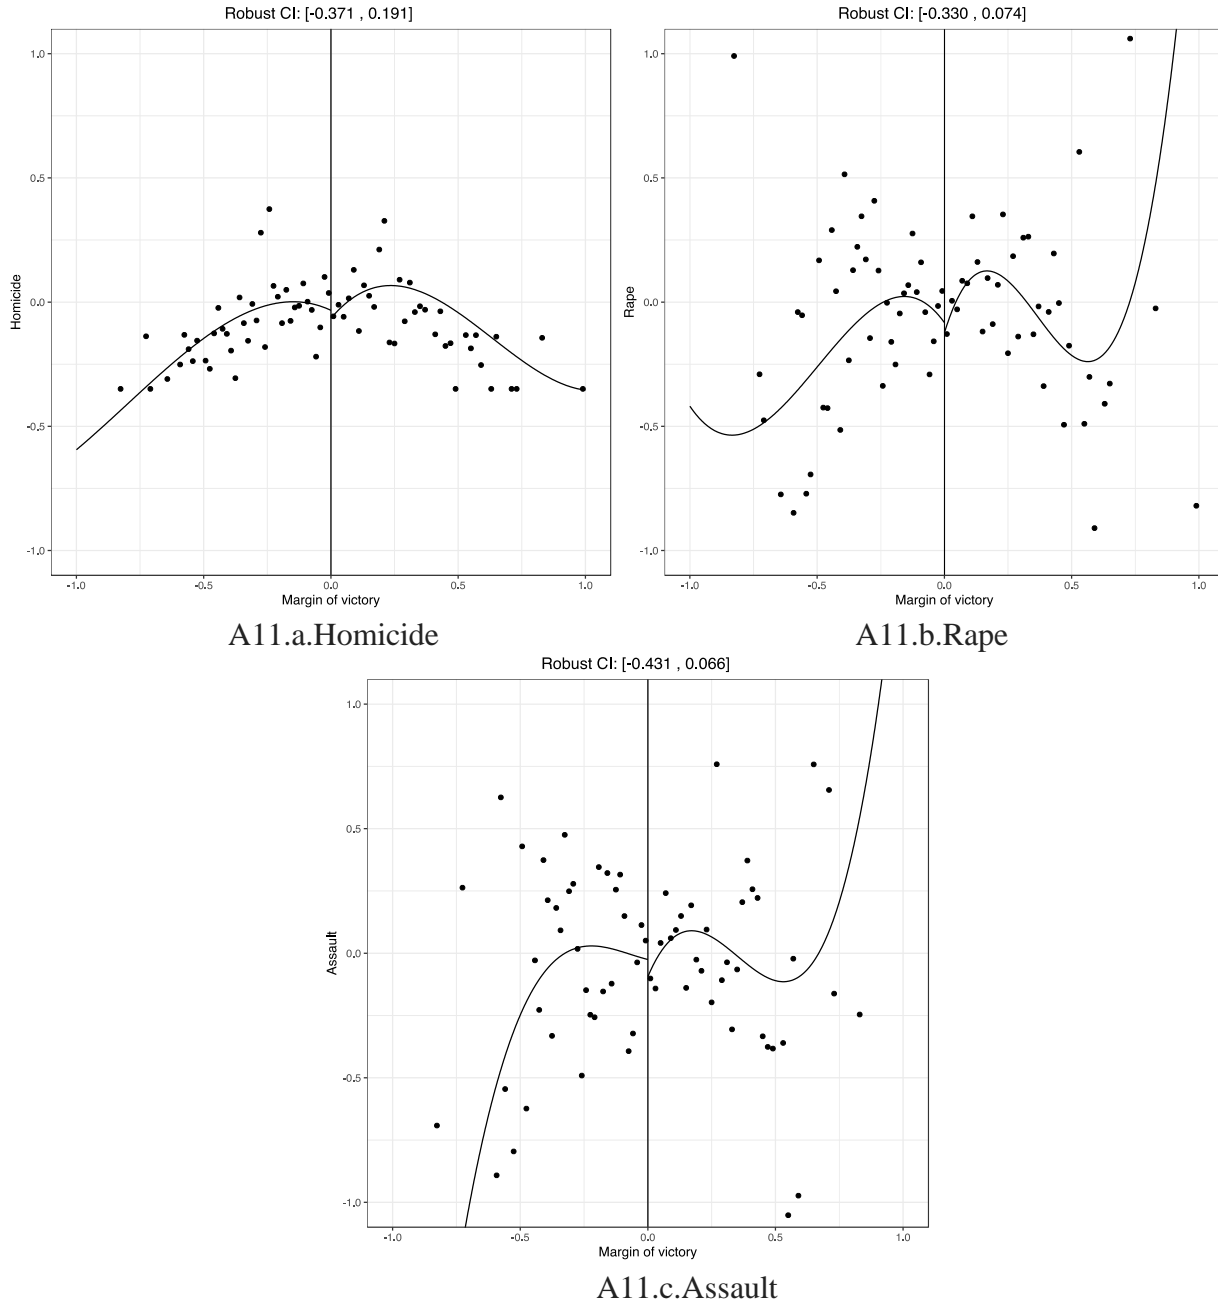 Robust CI: [-0.371 , 0.191]
1.0
0.5
0.0
-0.5
-1.0
Homicide
-1.0
-0.5
0.0
0.5
1.0
Margin of victory
A11.a.Homicide
Robust CI: [-0.330 , 0.074]
1.0
0.5
0.0
-0.5
-1.0
Rape
-1.0
-0.5
0.0
0.5
1.0
Margin of victory
A11.b.Rape
Robust CI: [-0.431 , 0.066]
1.0
0.5
0.0
-0.5
-1.0
Assault
-1.0
-0.5
0.0
0.5
1.0
Margin of victory
A11.c.Assault